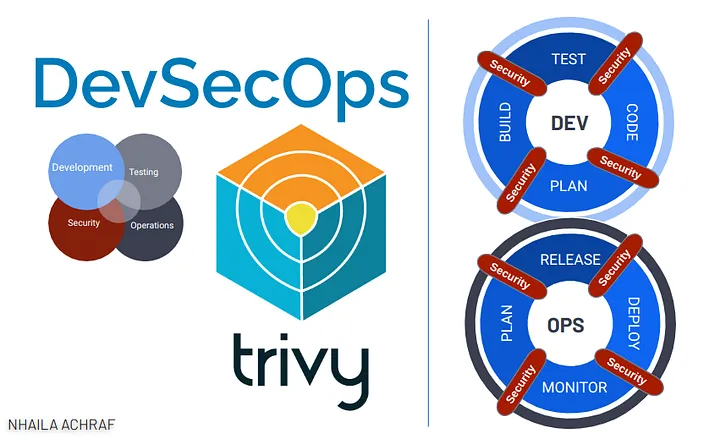 DevSecOps
Development
Testing
Security
Operations
trivy
NHAILA ACHRAF
TEST
Security
Security
BUILD
DEV
CODE
Security
Security
PLAN
RELEASE
Security
Security
PLAN
OPS
DEPLOY
MONITOR
Security
Security